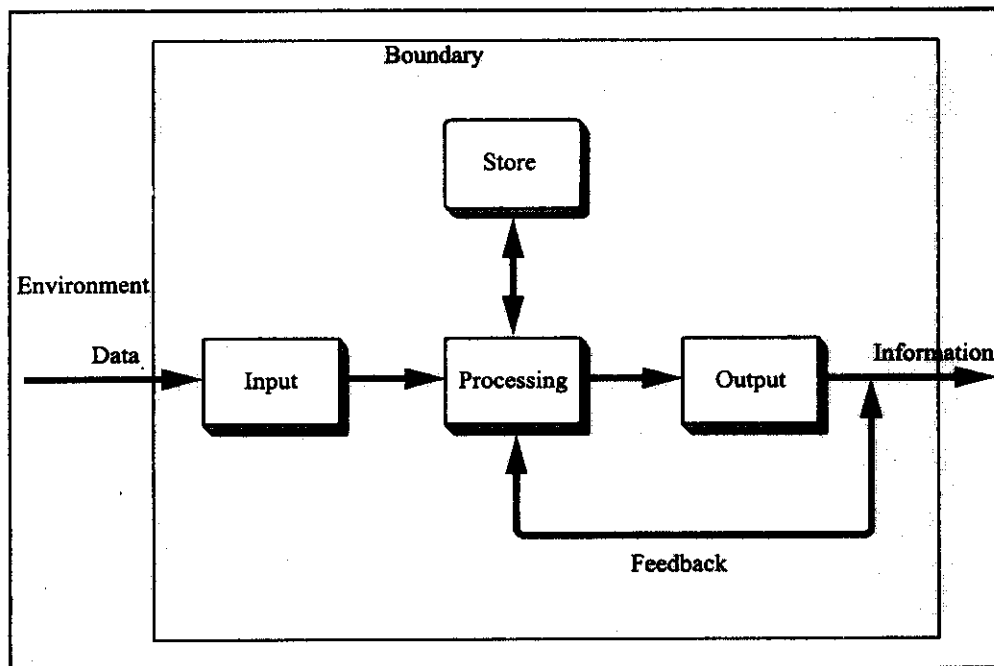 Boundary
Store
Environment
Data
Information
Input
Processing
Output
Feedback